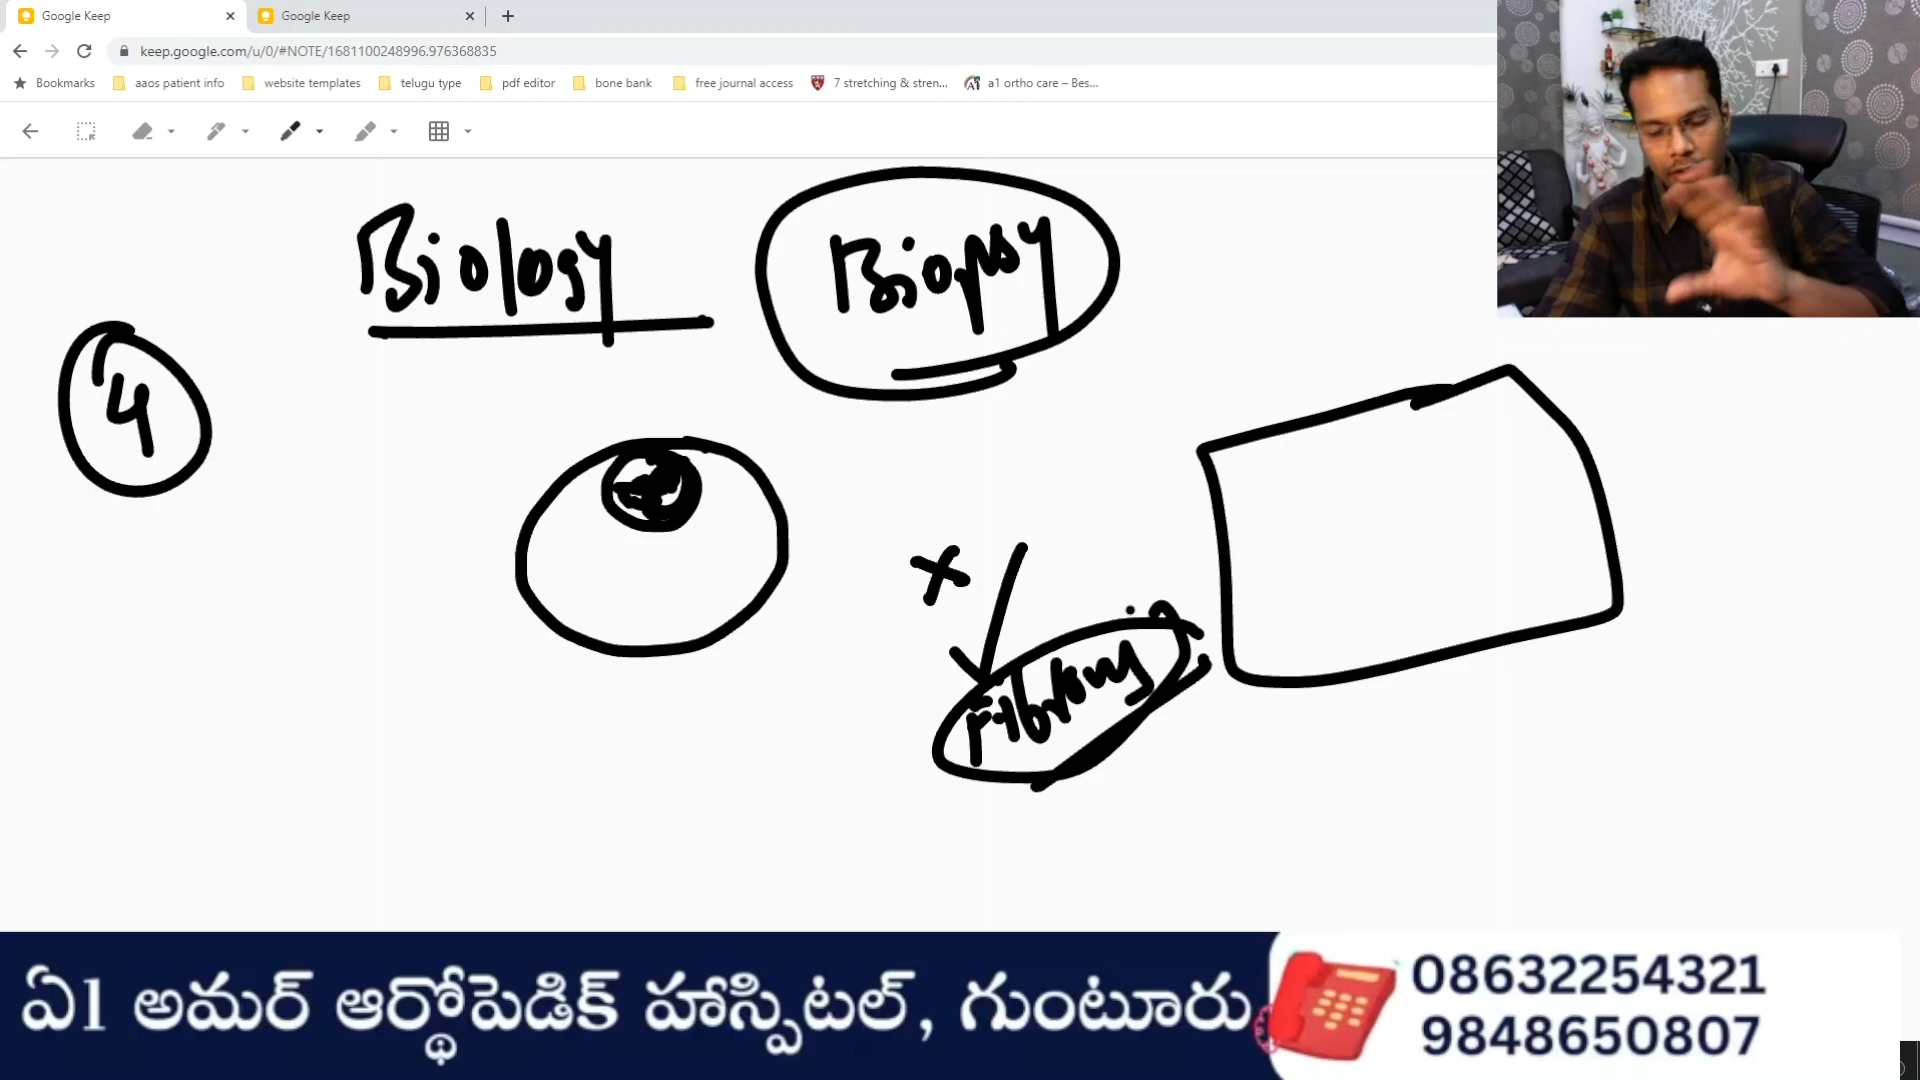 Google Keep
Google Keep
keep.google.com/u/0/#NOTE/1681100248996.976368835
Bookmarks aaos patient info website templates telugu type pdf editor bone bank free journal access 7 stretching & stren... a1 ortho care – Bes...
Biology Biopsy
4
x
Fibrous
ఏ1 అమర్ ఆర్థోపెడిక్ హాస్పిటల్, గుంటూరు
08632254321
9848650807